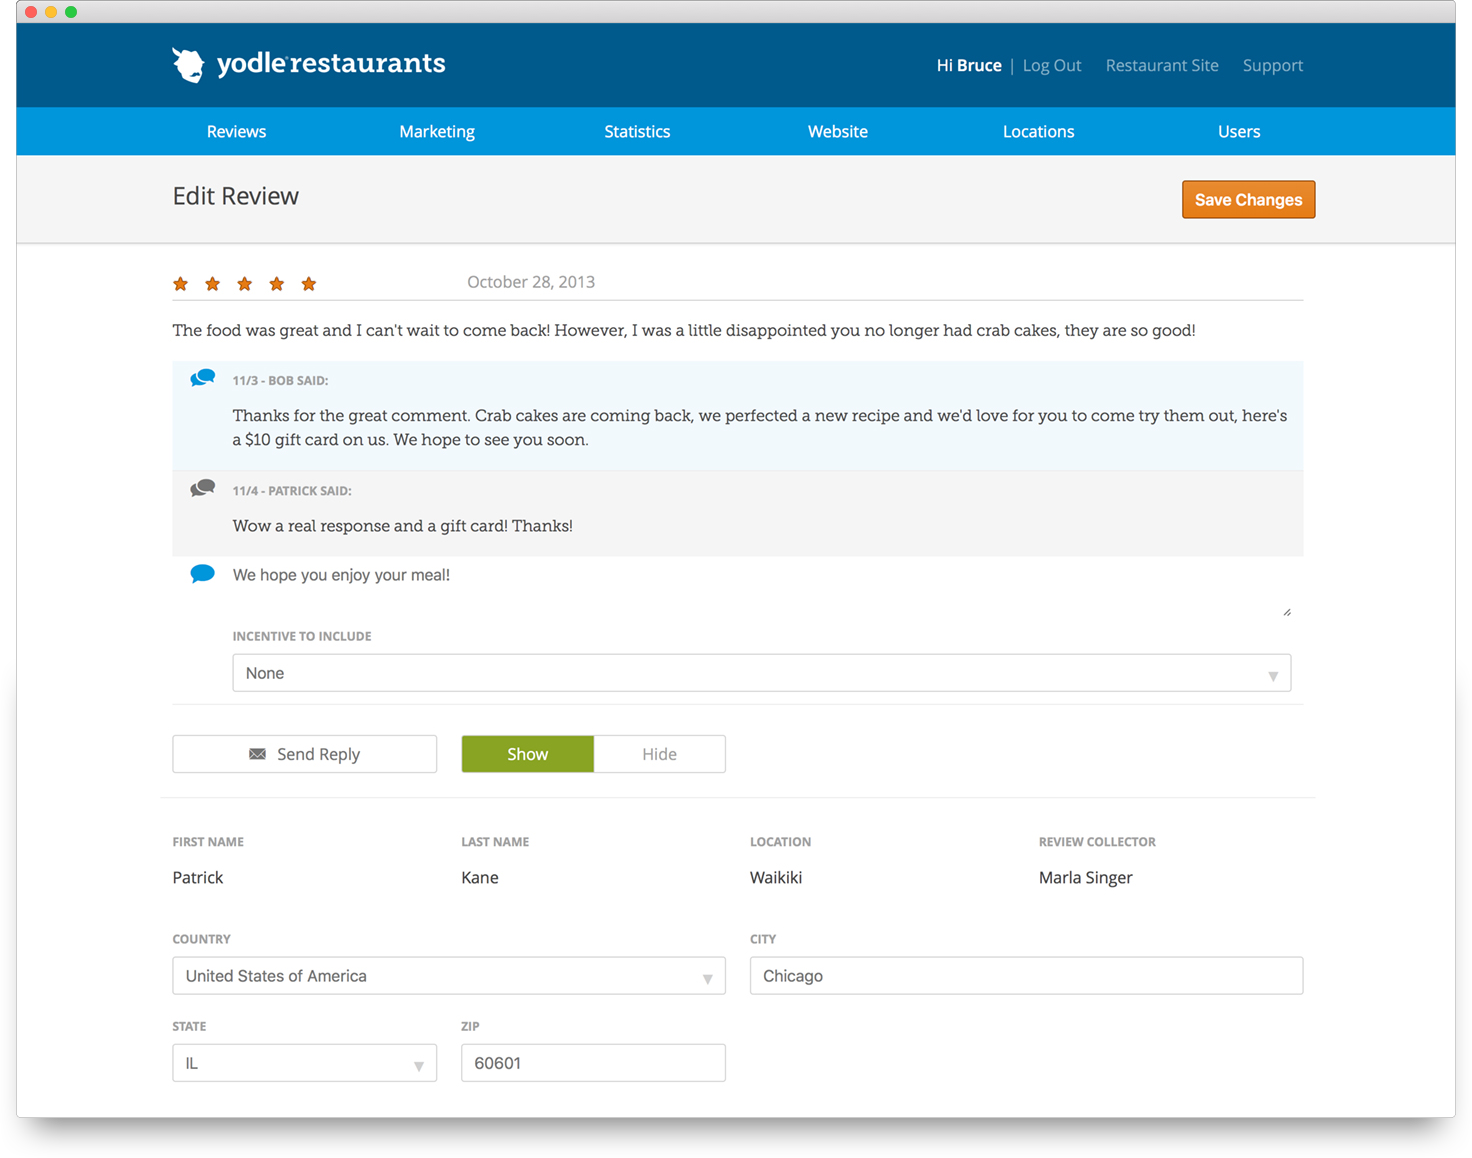 yodle®restaurants
Hi Bruce | Log Out Restaurant Site Support
Reviews Marketing Statistics Website Locations Users
Edit Review
Save Changes
October 28, 2013
The food was great and I can't wait to come back! However, I was a little disappointed you no longer had crab cakes, they are so good!
11/3 - BOB SAID:
Thanks for the great comment. Crab cakes are coming back, we perfected a new recipe and we'd love for you to come try them out, here's
a $10 gift card on us. We hope to see you soon.
11/4 - PATRICK SAID:
Wow a real response and a gift card! Thanks!
We hope you enjoy your meal!
INCENTIVE TO INCLUDE
None
Send Reply Show Hide
FIRST NAME LAST NAME LOCATION REVIEW COLLECTOR
Patrick Kane Waikiki Marla Singer
COUNTRY CITY
United States of America Chicago
STATE ZIP
IL 60601